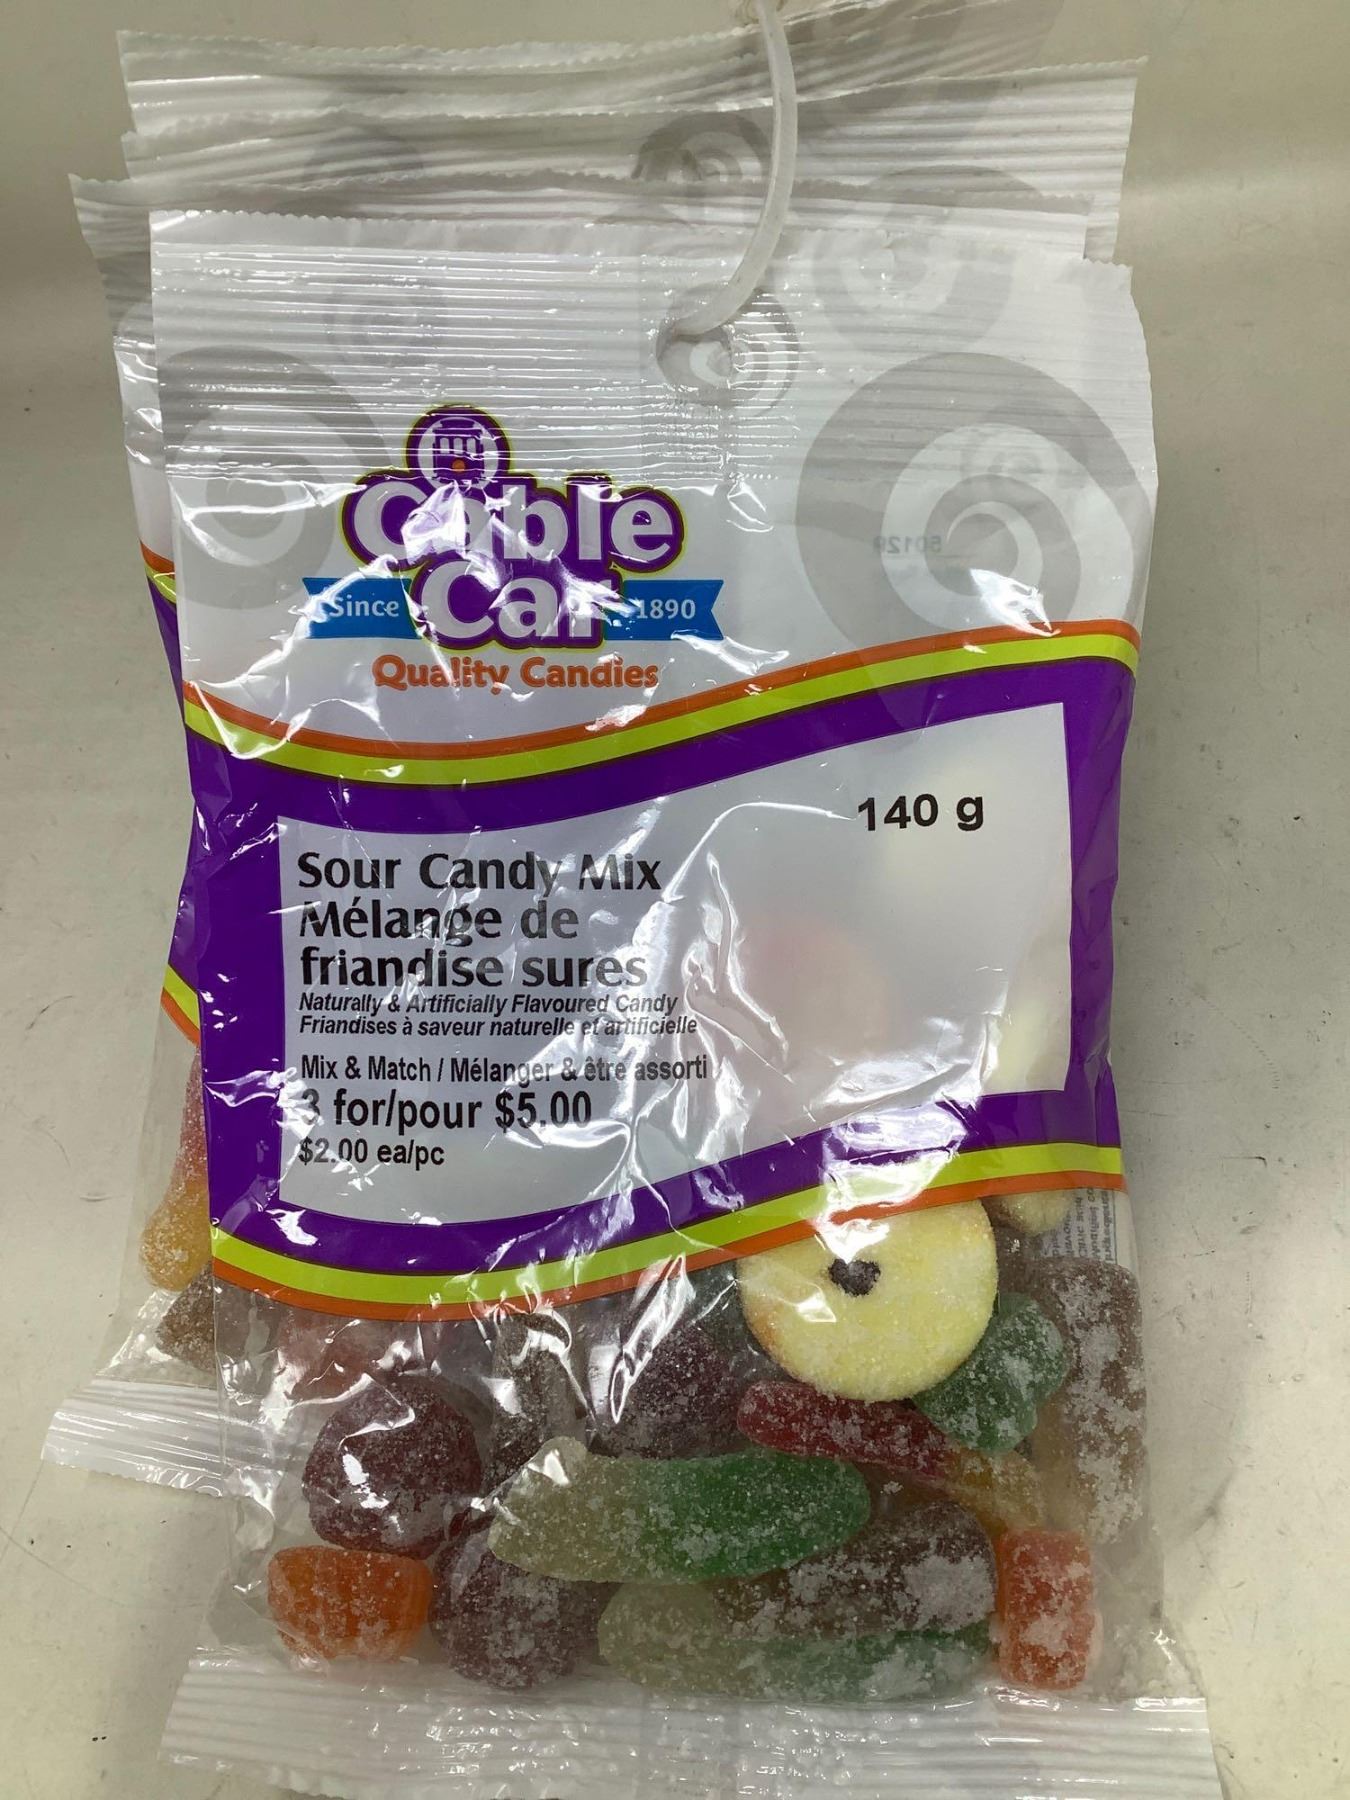 Cable
Car
Since 1890
Quality Candies
140 g
Sour Candy Mix
Mélange de
friandise sures
Naturally & Artificially Flavoured Candy
Friandises à saveur naturelle et artificielle
Mix & Match / Mélanger & être assorti
3 for/pour $5.00
$2.00 ea/pc